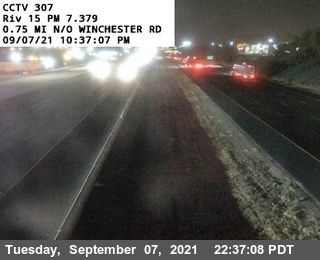 CCTV 307
Riv 15 PM 7.379
0.75 MI N/O WINCHESTER RD
09/07/21 10:37:07 PM
Tuesday, September 07, 2021 22:37:08 PDT